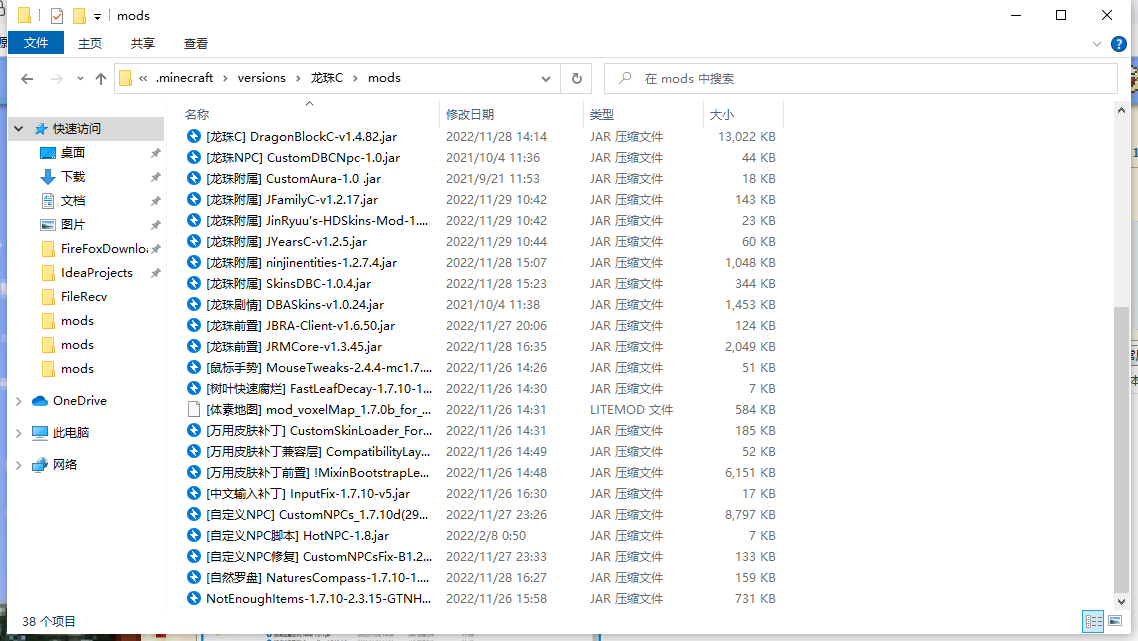 mods
文件 主页 共享 查看
« .minecraft › versions › 龙珠C › mods
在 mods 中搜索
名称 修改日期 类型 大小
快速访问
桌面
下载
文档
图片
FireFoxDownlo
IdeaProjects
FileRecv
mods
mods
mods
OneDrive
此电脑
网络
[龙珠C] DragonBlockC-v1.4.82.jar 2022/11/28 14:14 JAR 压缩文件 13,022 KB
[龙珠NPC] CustomDBCNpc-1.0.jar 2021/10/4 11:36 JAR 压缩文件 44 KB
[龙珠附属] CustomAura-1.0 .jar 2021/9/21 11:53 JAR 压缩文件 18 KB
[龙珠附属] JFamilyC-v1.2.17.jar 2022/11/29 10:42 JAR 压缩文件 143 KB
[龙珠附属] JinRyuu's-HDSkins-Mod-1.... 2022/11/29 10:42 JAR 压缩文件 23 KB
[龙珠附属] JYearsC-v1.2.5.jar 2022/11/29 10:44 JAR 压缩文件 60 KB
[龙珠附属] ninjinentities-1.2.7.4.jar 2022/11/28 15:07 JAR 压缩文件 1,048 KB
[龙珠附属] SkinsDBC-1.0.4.jar 2022/11/28 15:23 JAR 压缩文件 344 KB
[龙珠剧情] DBASkins-v1.0.24.jar 2021/10/4 11:38 JAR 压缩文件 1,453 KB
[龙珠前置] JBRA-Client-v1.6.50.jar 2022/11/27 20:06 JAR 压缩文件 124 KB
[龙珠前置] JRMCore-v1.3.45.jar 2022/11/28 16:35 JAR 压缩文件 2,049 KB
[鼠标手势] MouseTweaks-2.4.4-mc1.7.... 2022/11/26 14:26 JAR 压缩文件 51 KB
[树叶快速腐烂] FastLeafDecay-1.7.10-1... 2022/11/26 14:30 JAR 压缩文件 7 KB
[体素地图] mod_voxelMap_1.7.0b_for_... 2022/11/26 14:31 LITEMOD 文件 584 KB
[万用皮肤补丁] CustomSkinLoader_For... 2022/11/26 14:31 JAR 压缩文件 185 KB
[万用皮肤补丁兼容层] CompatibilityLay... 2022/11/26 14:49 JAR 压缩文件 52 KB
[万用皮肤补丁前置] !MixinBootstrapLe... 2022/11/26 14:48 JAR 压缩文件 6,151 KB
[中文输入补丁] InputFix-1.7.10-v5.jar 2022/11/26 16:30 JAR 压缩文件 17 KB
[自定义NPC] CustomNPCs_1.7.10d(29... 2022/11/27 23:26 JAR 压缩文件 8,797 KB
[自定义NPC脚本] HotNPC-1.8.jar 2022/2/8 0:50 JAR 压缩文件 7 KB
[自定义NPC修复] CustomNPCsFix-B1.2... 2022/11/27 23:33 JAR 压缩文件 133 KB
[自然罗盘] NaturesCompass-1.7.10-1.... 2022/11/28 16:27 JAR 压缩文件 159 KB
NotEnoughItems-1.7.10-2.3.15-GTNH... 2022/11/26 15:58 JAR 压缩文件 731 KB
38 个项目